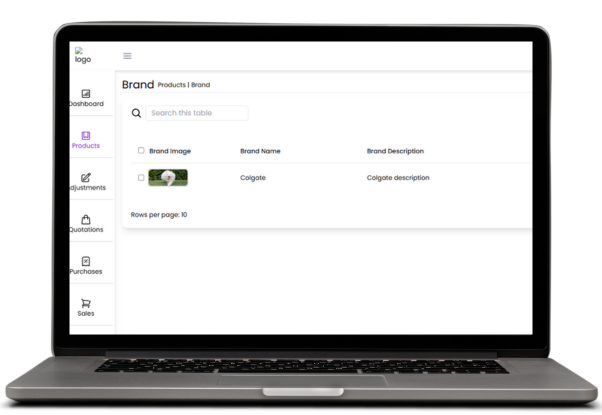 logo
Dashboard
Products
djustments
Quotations
Purchases
Sales
Brand Products | Brand
Search this table
Brand Image Brand Name Brand Description
Colgate Colgate description
Rows per page: 10